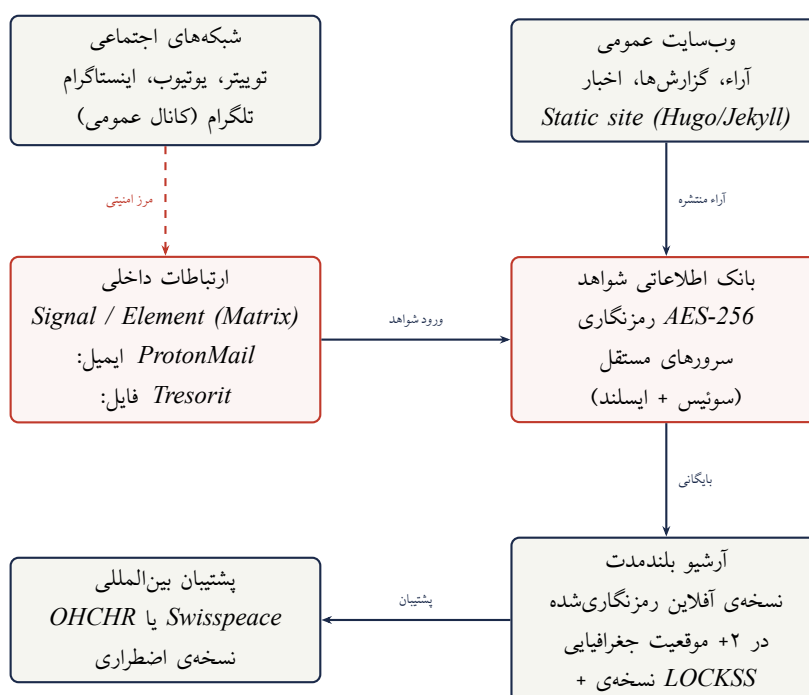 وب‌سایت عمومی
آراء، گزارش‌ها، اخبار
Static site (Hugo/Jekyll)
شبکه‌های اجتماعی
توییتر، یوتیوب، اینستاگرام
تلگرام (کانال عمومی)
آراء منتشره
مرز امنیتی
بانک اطلاعاتی شواهد
AES-256 رمزنگاری
سرورهای مستقل
(سوئیس + ایسلند)
ورود شواهد
ارتباطات داخلی
Signal / Element (Matrix)
ProtonMail ایمیل:
Tresorit فایل:
بایگانی
آرشیو بلندمدت
نسخه‌ی آفلاین رمزنگاری‌شده
در ۲+ موقعیت جغرافیایی
LOCKSS نسخه‌ی +
پشتیبان
پشتیبان بین‌المللی
Swisspeace یا OHCHR
نسخه‌ی اضطراری